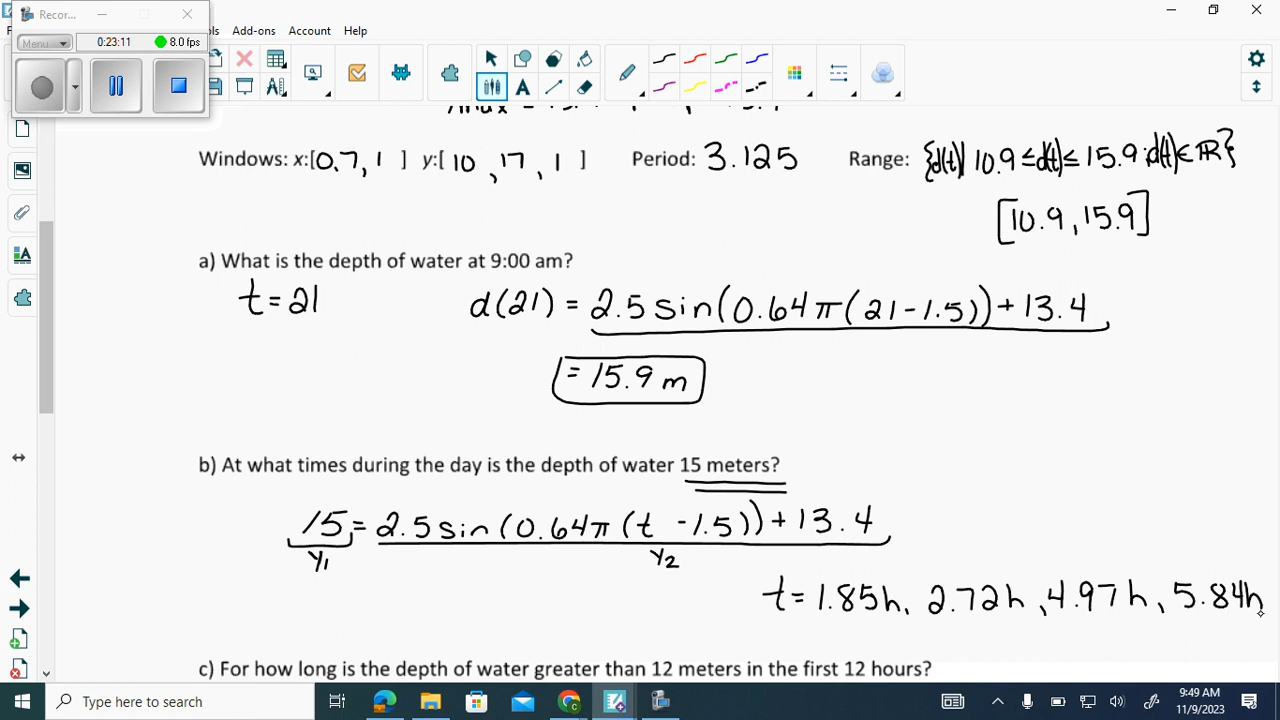 Recor...
Menu
0:23:11
8.0 fps
ols Add-ons Account Help
Windows: x:[0,7,1 ] y:[10,17,1 ] Period: 3.125 Range: {d(t)| 10.9 ≤ d(t) ≤ 15.9 , d(t) ∈ ℝ}
[10.9, 15.9]
a) What is the depth of water at 9:00 am?
t = 21 d(21) = 2.5 sin(0.64π(21-1.5)) + 13.4
= 15.9 m
b) At what times during the day is the depth of water 15 meters?
15 = 2.5 sin(0.64π(t -1.5)) + 13.4
Y1 Y2
t = 1.85h, 2.72h, 4.97h, 5.84h
c) For how long is the depth of water greater than 12 meters in the first 12 hours?
Type here to search
9:49 AM
11/9/2023